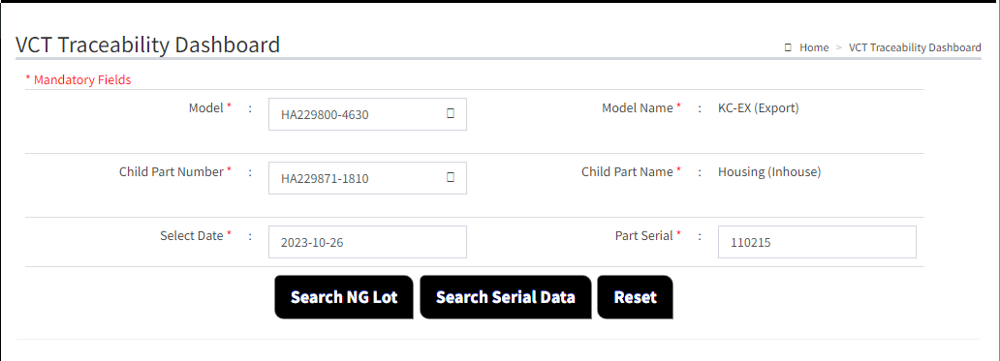 VCT Traceability Dashboard
Home > VCT Traceability Dashboard
* Mandatory Fields
Model * : HA229800-4630 Model Name * : KC-EX (Export)
Child Part Number * : HA229871-1810 Child Part Name * : Housing (Inhouse)
Select Date * : 2023-10-26 Part Serial * : 110215
Search NG Lot Search Serial Data Reset